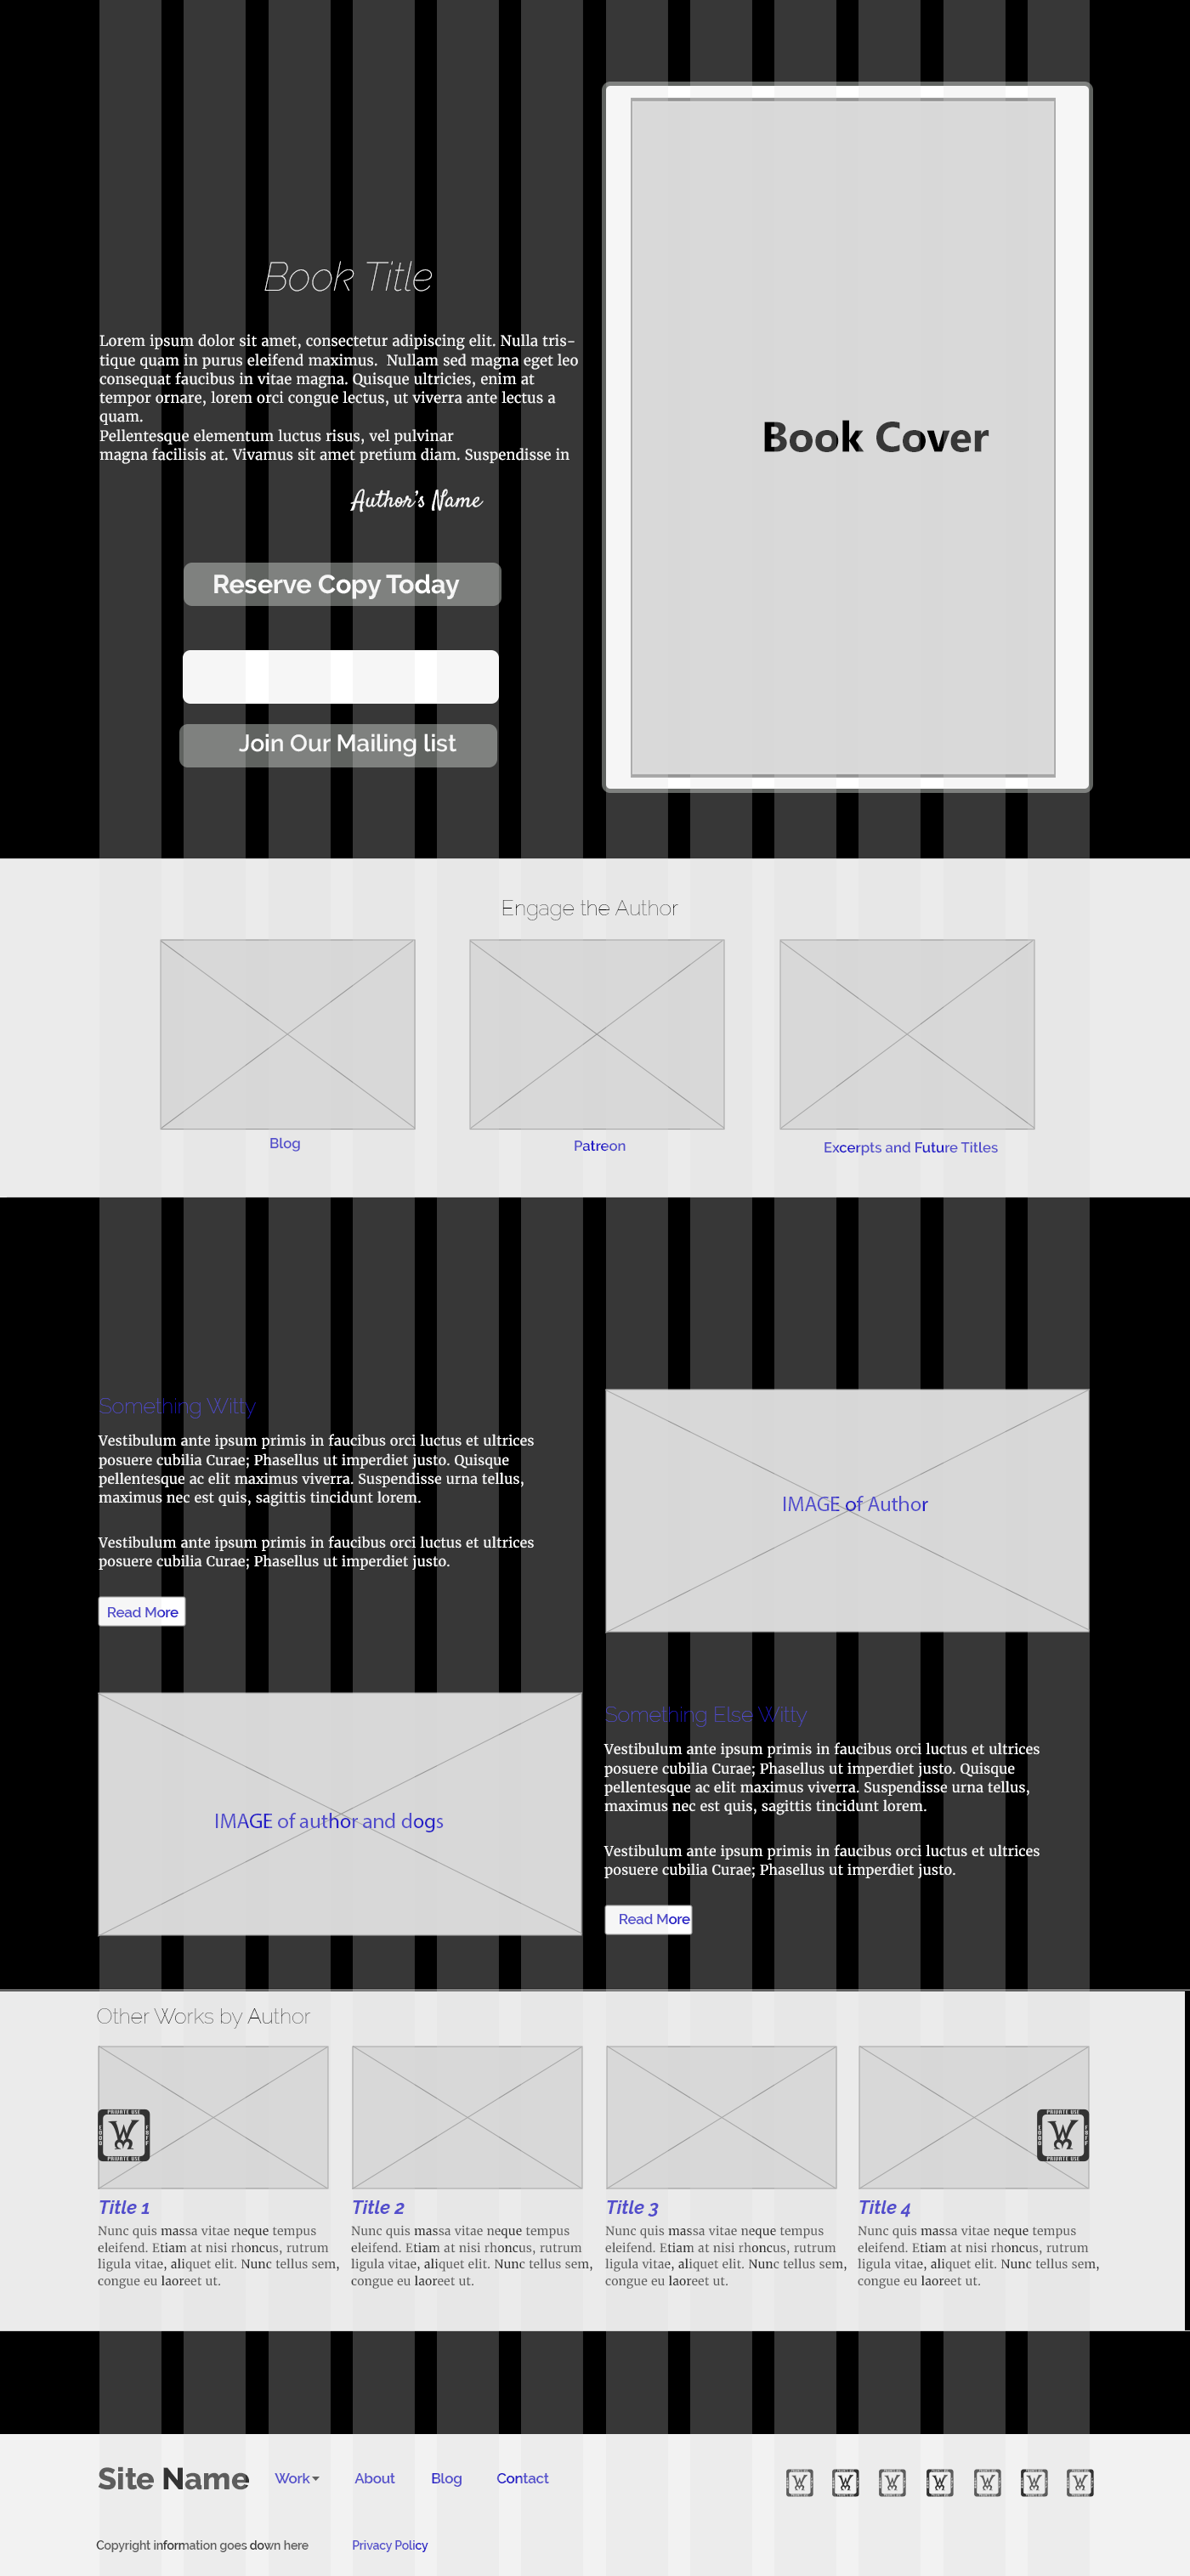 Book Title
Lorem ipsum dolor sit amet, consectetur adipiscing elit. Nulla tris-
tique quam in purus eleifend maximus.  Nullam sed magna eget leo
consequat faucibus in vitae magna. Quisque ultricies, enim at
tempor ornare, lorem orci congue lectus, ut viverra ante lectus a
quam.
Pellentesque elementum luctus risus, vel pulvinar
magna facilisis at. Vivamus sit amet pretium diam. Suspendisse in
Author's Name
Reserve Copy Today
Join Our Mailing list
Book Cover
Engage the Author
Blog
Patreon
Excerpts and Future Titles
Something Witty
Vestibulum ante ipsum primis in faucibus orci luctus et ultrices
posuere cubilia Curae; Phasellus ut imperdiet justo. Quisque
pellentesque ac elit maximus viverra. Suspendisse urna tellus,
maximus nec est quis, sagittis tincidunt lorem.
Vestibulum ante ipsum primis in faucibus orci luctus et ultrices
posuere cubilia Curae; Phasellus ut imperdiet justo.
Read More
IMAGE of Author
IMAGE of author and dogs
Something Else Witty
Vestibulum ante ipsum primis in faucibus orci luctus et ultrices
posuere cubilia Curae; Phasellus ut imperdiet justo. Quisque
pellentesque ac elit maximus viverra. Suspendisse urna tellus,
maximus nec est quis, sagittis tincidunt lorem.
Vestibulum ante ipsum primis in faucibus orci luctus et ultrices
posuere cubilia Curae; Phasellus ut imperdiet justo.
Read More
Other Works by Author
PRIVATE USE
PRIVATE USE
PRIVATE USE
PRIVATE USE
Title 1
Nunc quis massa vitae neque tempus
eleifend. Etiam at nisi rhoncus, rutrum
ligula vitae, aliquet elit. Nunc tellus sem,
congue eu laoreet ut.
Title 2
Nunc quis massa vitae neque tempus
eleifend. Etiam at nisi rhoncus, rutrum
ligula vitae, aliquet elit. Nunc tellus sem,
congue eu laoreet ut.
Title 3
Nunc quis massa vitae neque tempus
eleifend. Etiam at nisi rhoncus, rutrum
ligula vitae, aliquet elit. Nunc tellus sem,
congue eu laoreet ut.
Title 4
Nunc quis massa vitae neque tempus
eleifend. Etiam at nisi rhoncus, rutrum
ligula vitae, aliquet elit. Nunc tellus sem,
congue eu laoreet ut.
Site Name
Work
About
Blog
Contact
Copyright information goes down here
Privacy Policy